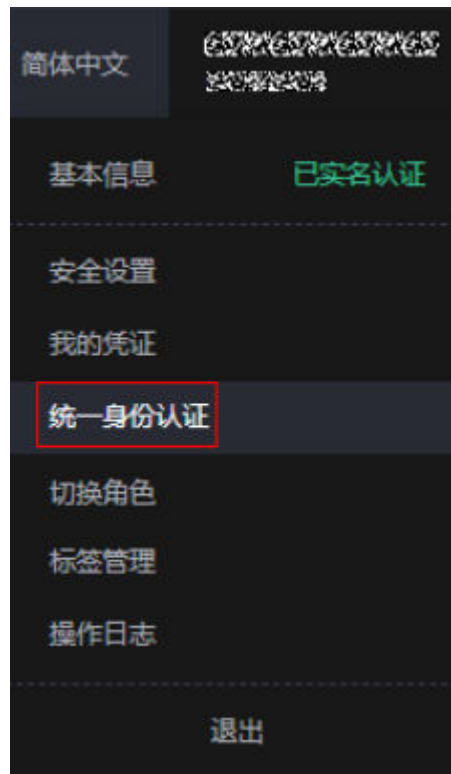 简体中文
基本信息 已实名认证
安全设置
我的凭证
统一身份认证
切换角色
标签管理
操作日志
退出